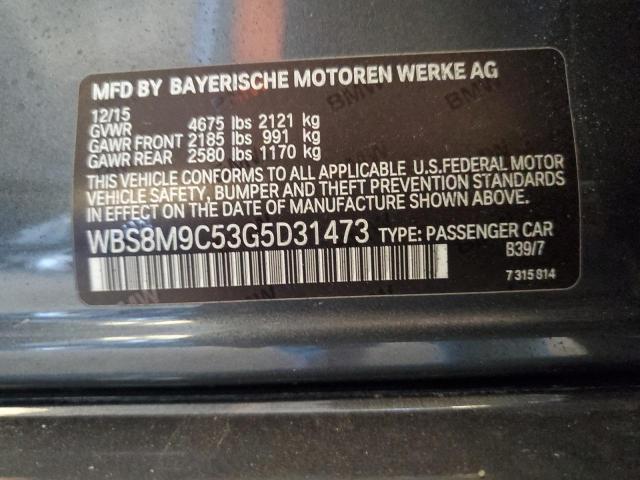 MFD BY BAYERISCHE MOTOREN WERKE AG
12/15
GVWR 4675 lbs 2121 kg
GAWR FRONT 2185 lbs 991 kg
GAWR REAR 2580 lbs 1170 kg
THIS VEHICLE CONFORMS TO ALL APPLICABLE U.S.FEDERAL MOTOR
VEHICLE SAFETY, BUMPER AND THEFT PREVENTION STANDARDS
IN EFFECT ON THE DATE OF MANUFACTURE SHOWN ABOVE.
WBS8M9C53G5D31473 TYPE: PASSENGER CAR
B39/7
7 315 814